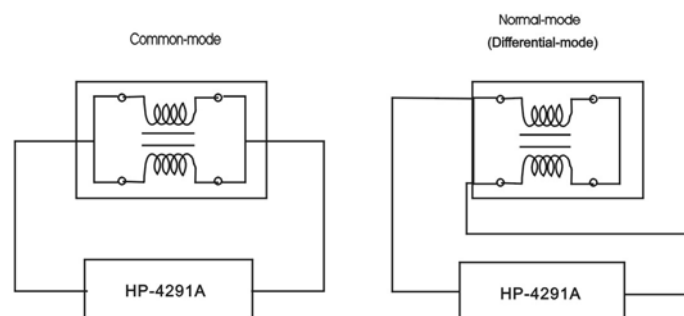 Common-mode
HP-4291A
Normal-mode
(Differential-mode)
HP-4291A